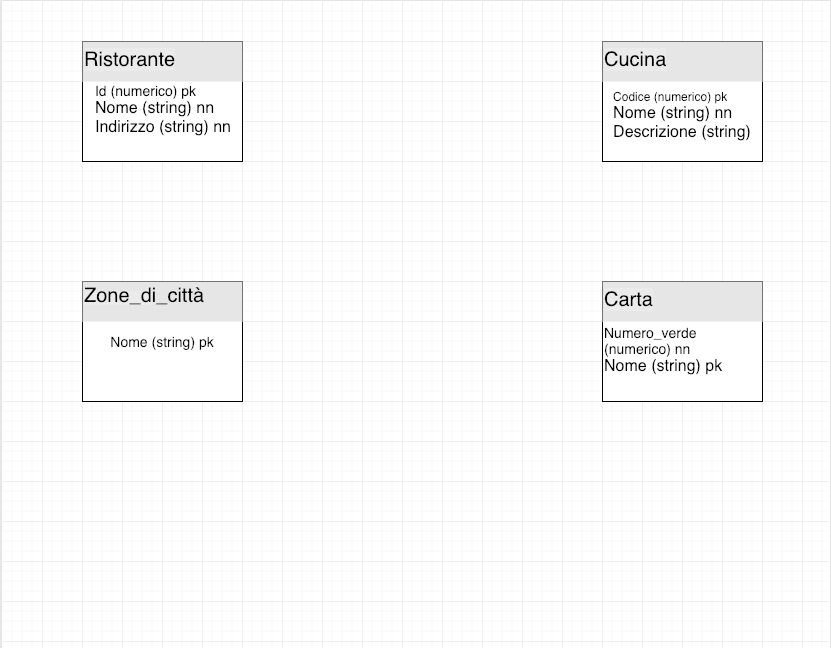 Ristorante
Id (numerico) pk
Nome (string) nn
Indirizzo (string) nn
Cucina
Codice (numerico) pk
Nome (string) nn
Descrizione (string)
Zone_di_città
Nome (string) pk
Carta
Numero_verde
(numerico) nn
Nome (string) pk